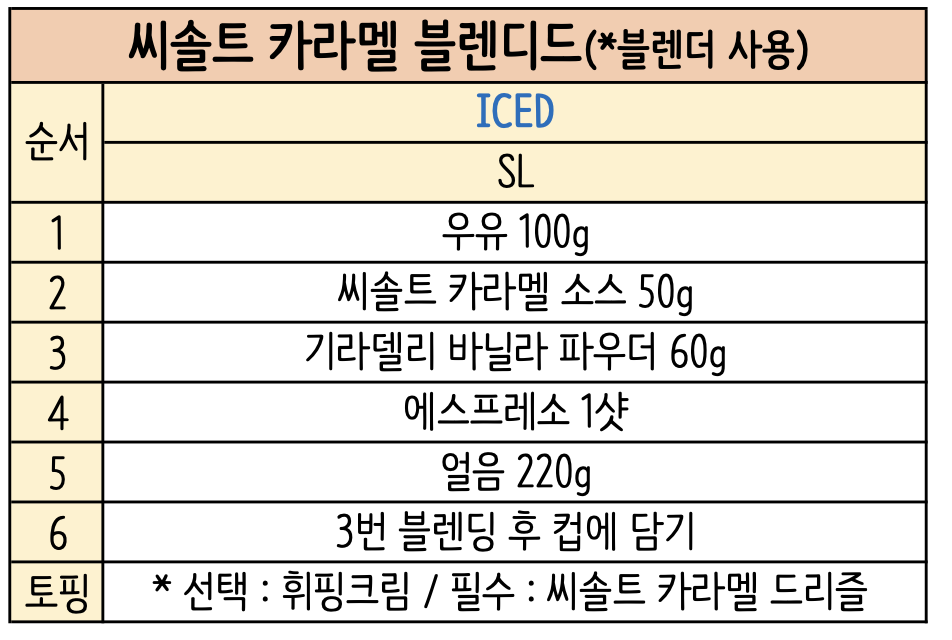 씨솔트 카라멜 블렌디드(*블렌더 사용)
순서
ICED
SL
1 우유 100g
2 씨솔트 카라멜 소스 50g
3 기라델리 바닐라 파우더 60g
4 에스프레소 1샷
5 얼음 220g
6 3번 블렌딩 후 컵에 담기
토핑 * 선택 : 휘핑크림 / 필수 : 씨솔트 카라멜 드리즐